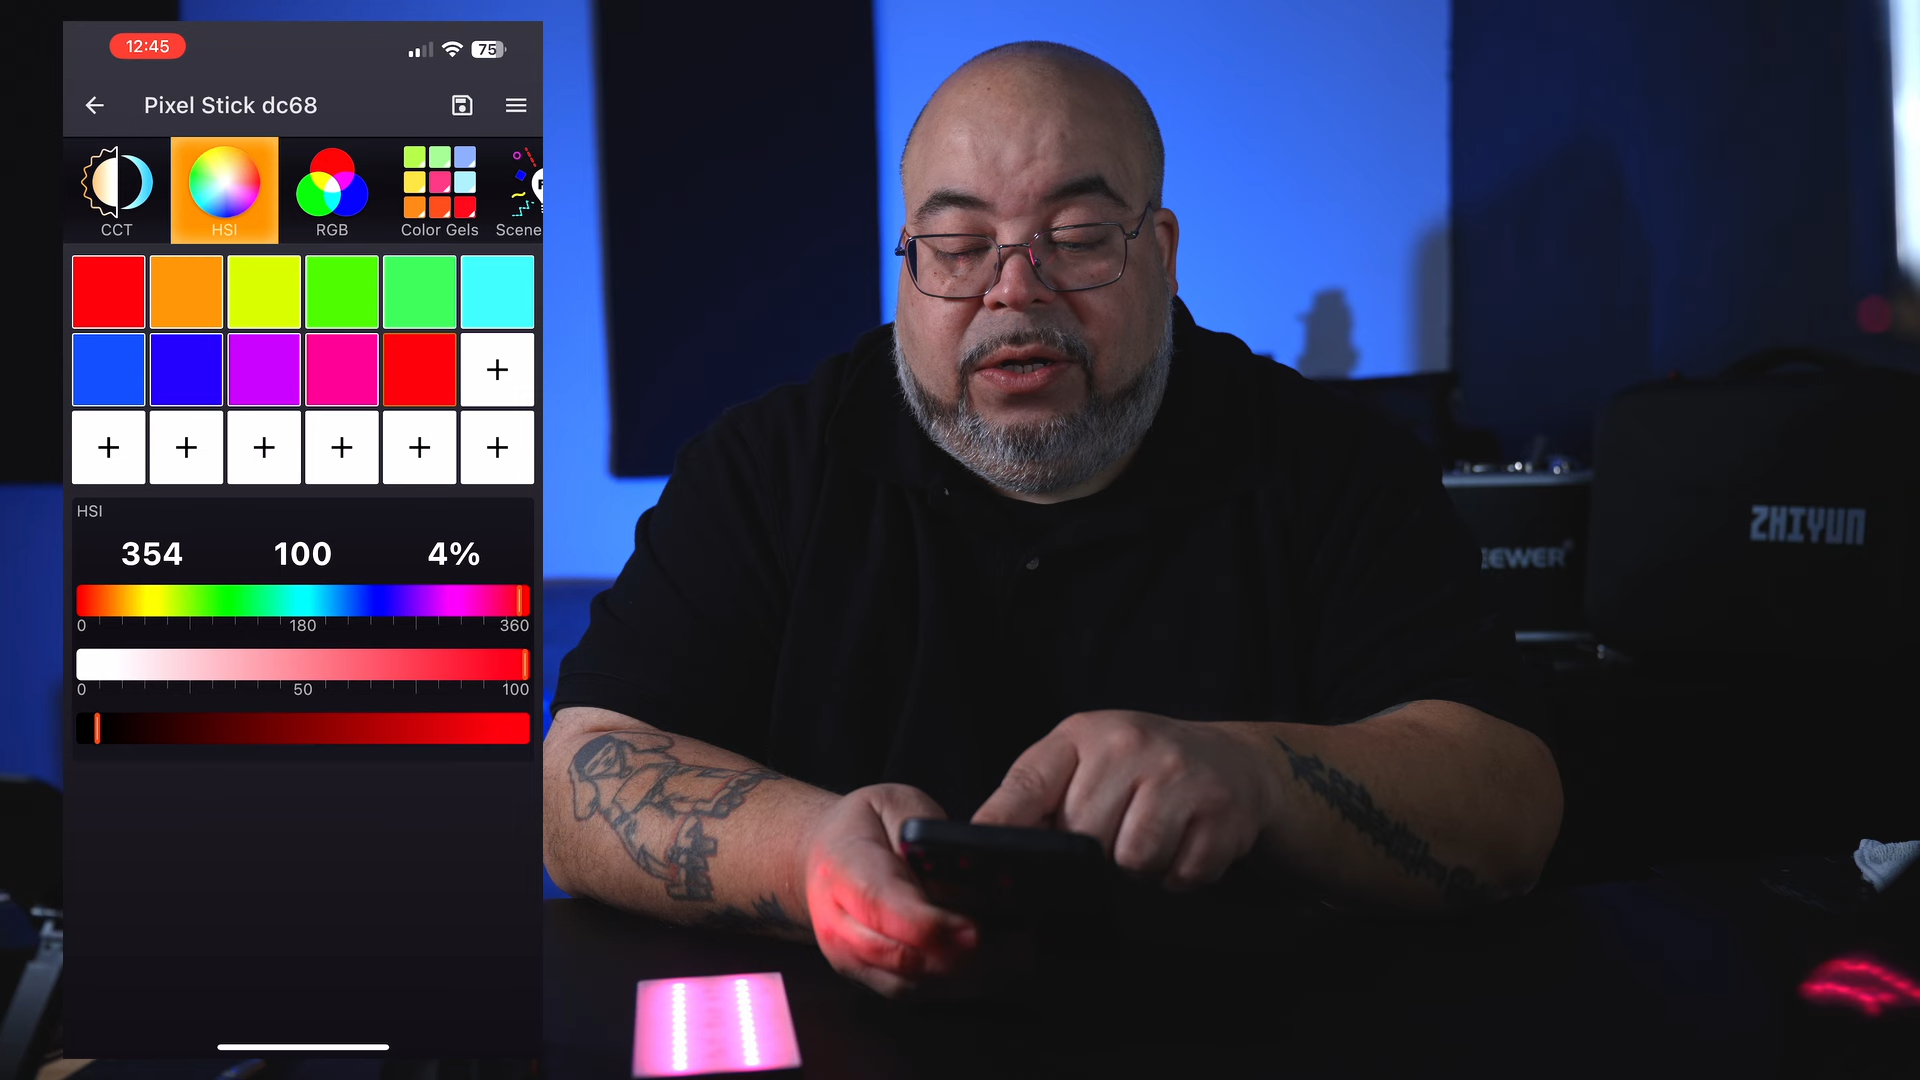 12:45
75
Pixel Stick dc68
CCT
HSI
RGB
Color Gels
Scene
HSI
354 100 4%
0 180 360
0 50 100
ZHIYUN
EEWER